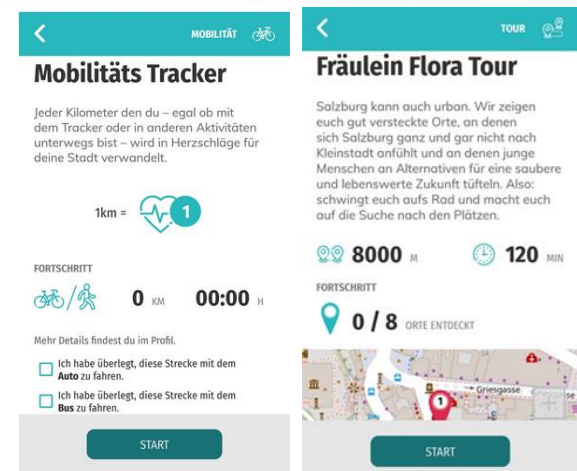 MOBILITÄT
Mobilitäts Tracker
Jeder Kilometer den du – egal ob mit
dem Tracker oder in anderen Aktivitäten
unterwegs bist – wird in Herzschläge für
deine Stadt verwandelt.
1km =
1
FORTSCHRITT
/
0 KM
00:00 H
Mehr Details findest du im Profil.
Ich habe überlegt, diese Strecke mit dem
Auto zu fahren.
Ich habe überlegt, diese Strecke mit dem
Bus zu fahren.
START
TOUR
Fräulein Flora Tour
Salzburg kann auch urban. Wir zeigen
euch gut versteckte Orte, an denen
sich Salzburg ganz und gar nicht nach
Kleinstadt anfühlt und an denen junge
Menschen an Alternativen für eine saubere
und lebenswerte Zukunft tüfteln. Also:
schwingt euch aufs Rad und macht euch
auf die Suche nach den Plätzen.
8000 M
120 MIN
FORTSCHRITT
0 / 8 ORTE ENTDECKT
Griesgasse
1
START